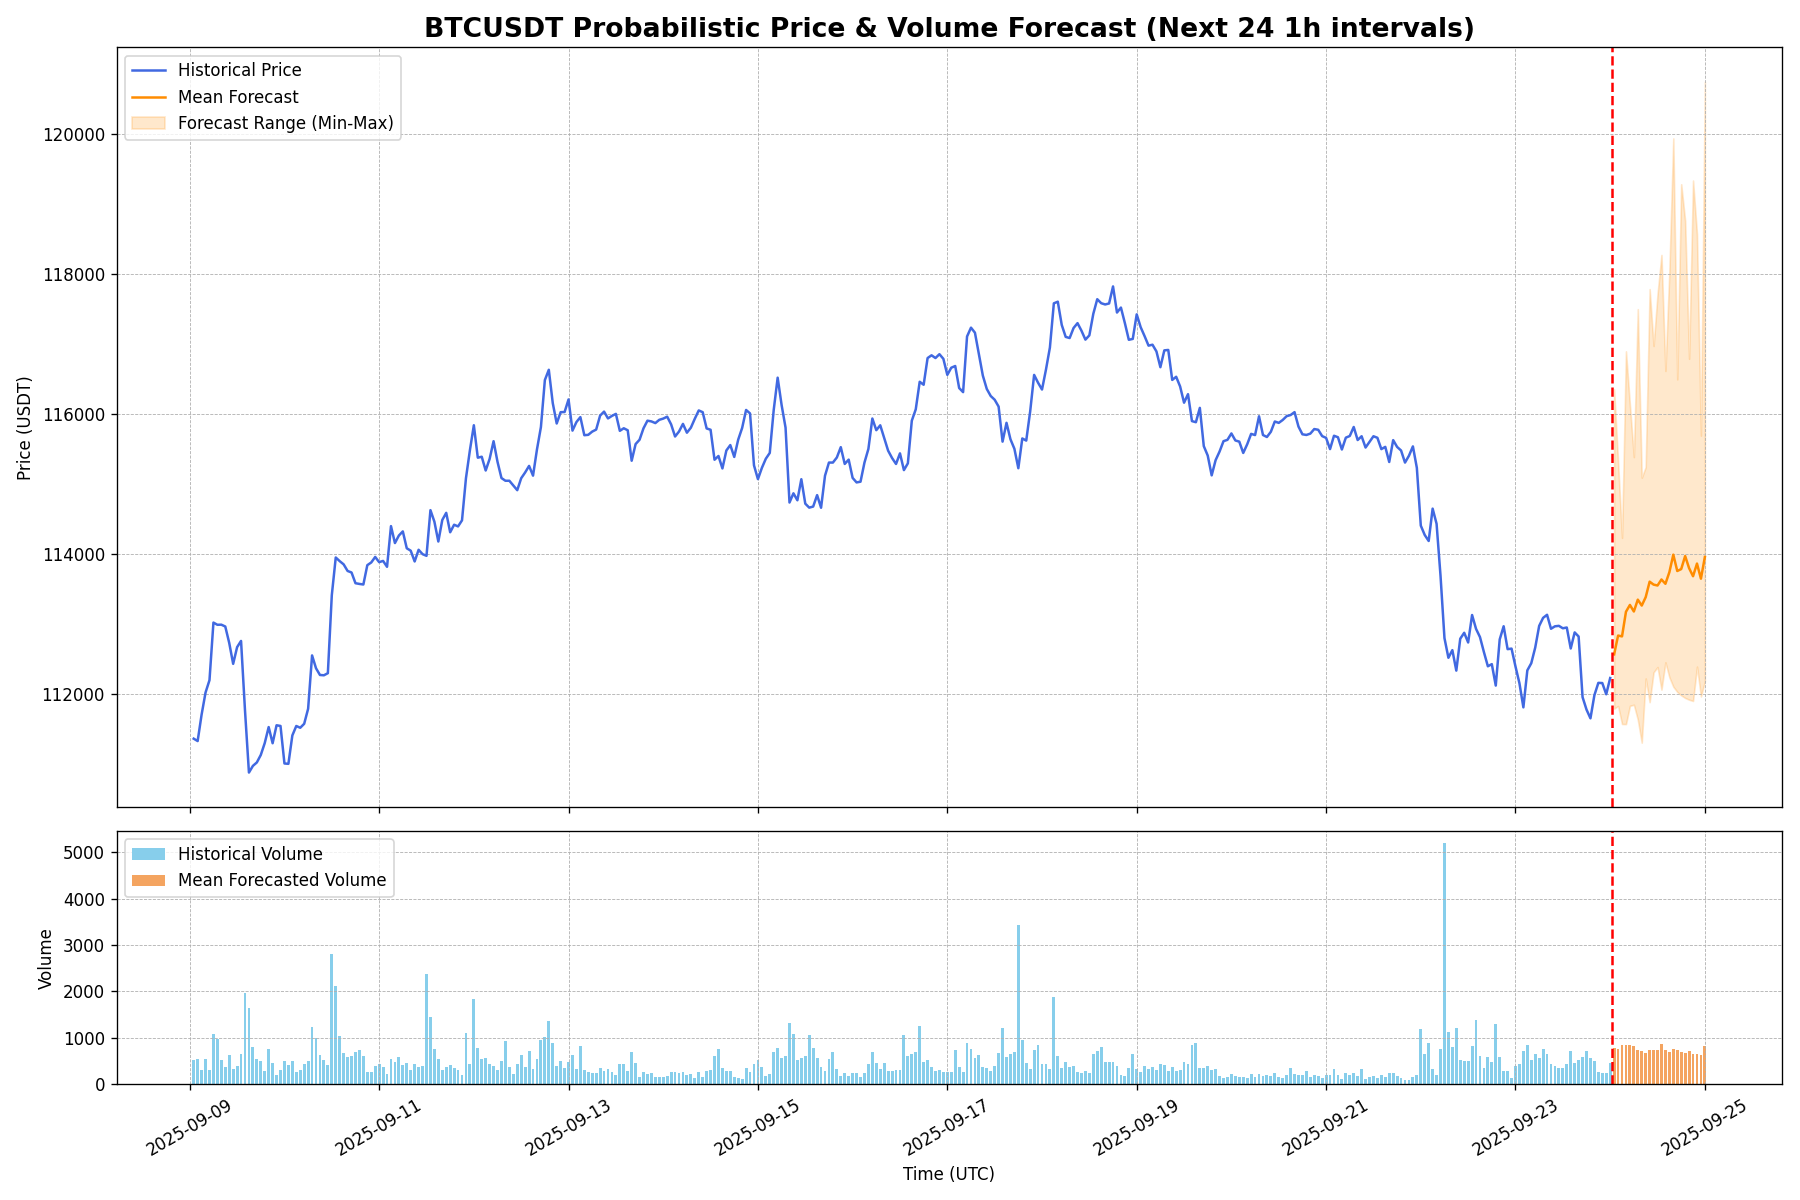 BTCUSDT Probabilistic Price & Volume Forecast (Next 24 1h intervals)
Historical Price
Mean Forecast
Forecast Range (Min-Max)
Price (USDT)
120000
118000
116000
114000
112000
Historical Volume
Mean Forecasted Volume
Volume
5000
4000
3000
2000
1000
0
2025-09-09
2025-09-11
2025-09-13
2025-09-15
2025-09-17
2025-09-19
2025-09-21
2025-09-23
2025-09-25
Time (UTC)